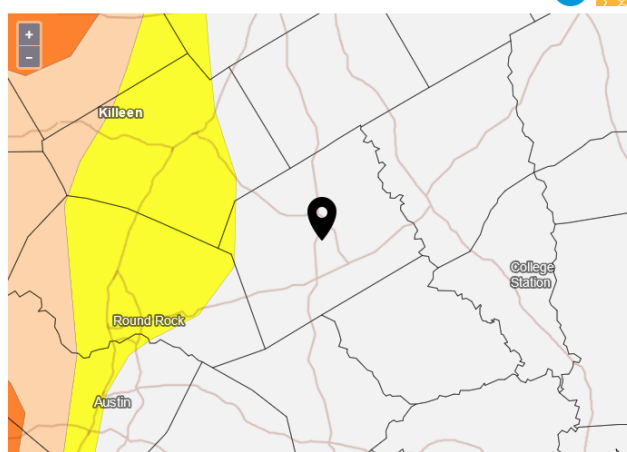 +
−
Killeen
College
Station
Round Rock
Austin